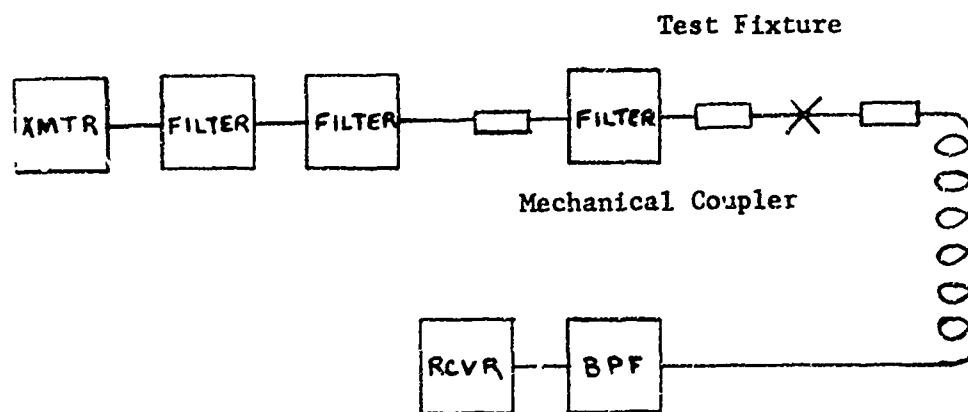 Test Fixture
XMTR
FILTER
FILTER
FILTER
Mechanical Coupler
RCVR
BPF